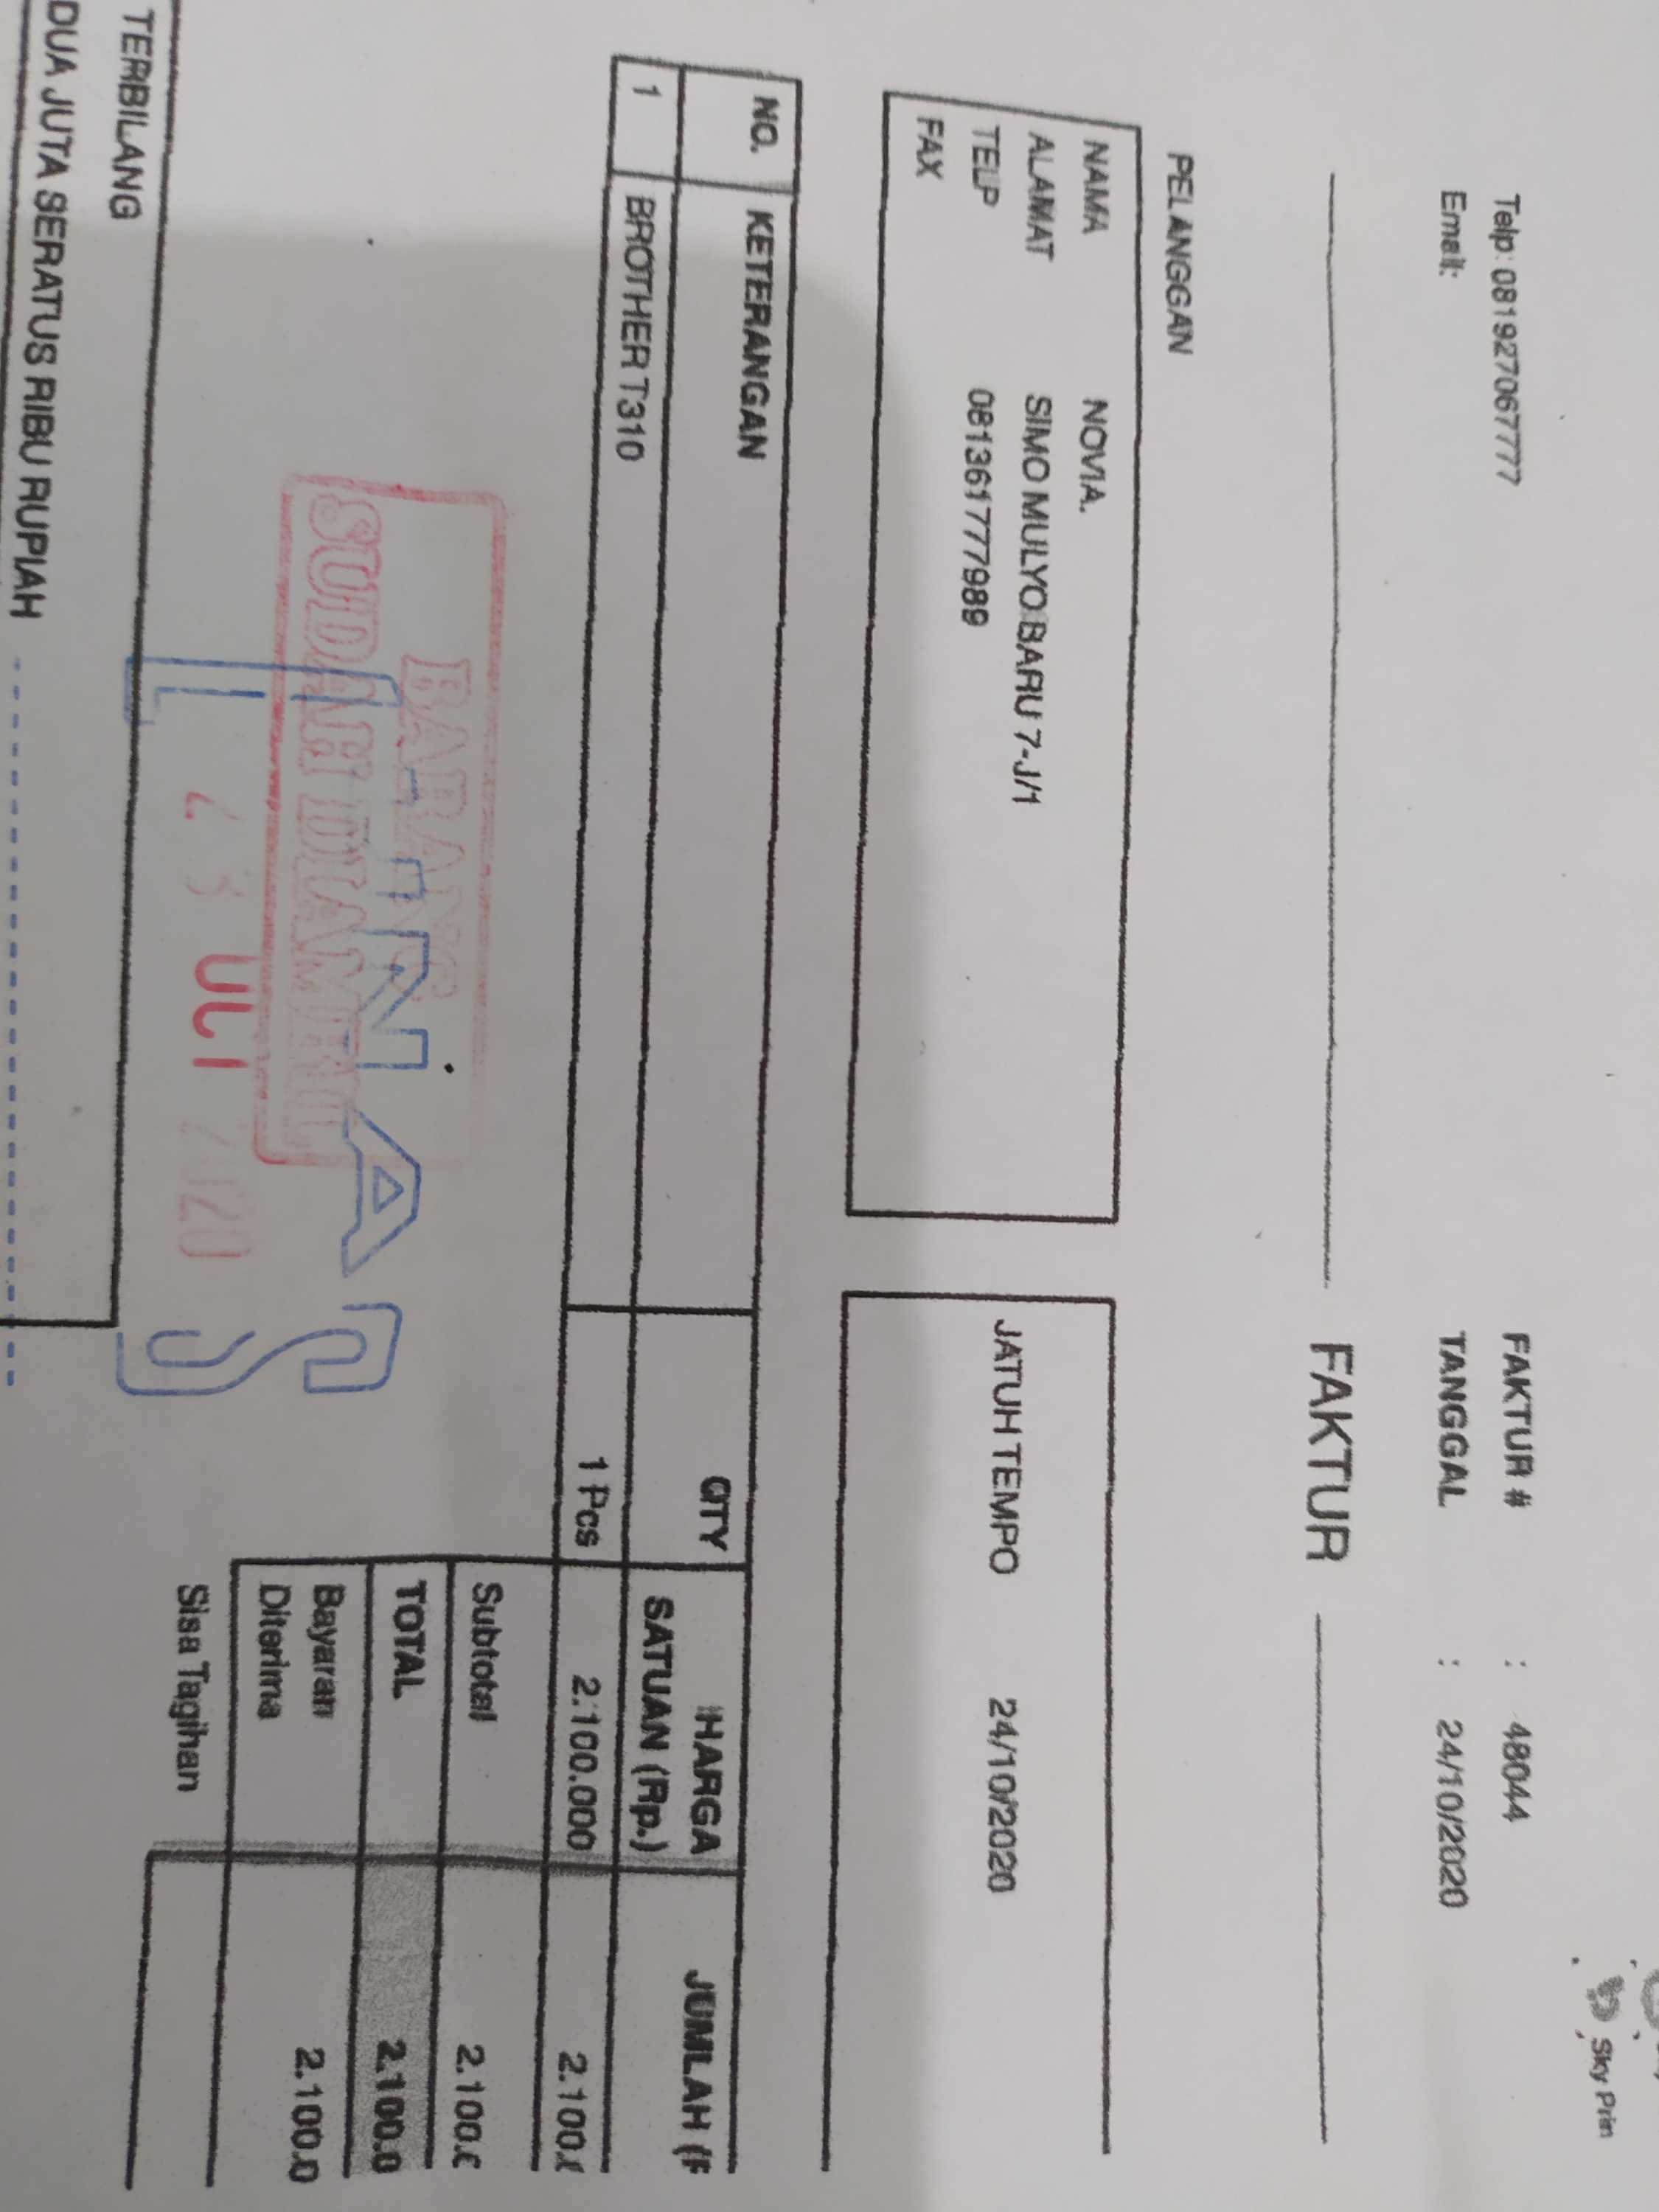 Sky Prin
Telp: 081927067777
Email:
FAKTUR # : 48044
TANGGAL : 24/10/2020
FAKTUR
PELANGGAN
NAMA NOVIA.
ALAMAT SIMO MULYO BARU 7-J/1
TELP 081361777989
FAX
JATUH TEMPO 24/10/2020
NO. KETERANGAN QTY HARGA SATUAN (Rp.) JUMLAH (R
1 BROTHER T310 1 Pcs 2.100.000 2.100.0
Subtotal 2.100.0
TOTAL 2.100.0
Bayaran Diterima 2.100.0
Sisa Tagihan
BARANG
SUDAH DIAMBIL
LUNAS
TERBILANG
DUA JUTA SERATUS RIBU RUPIAH